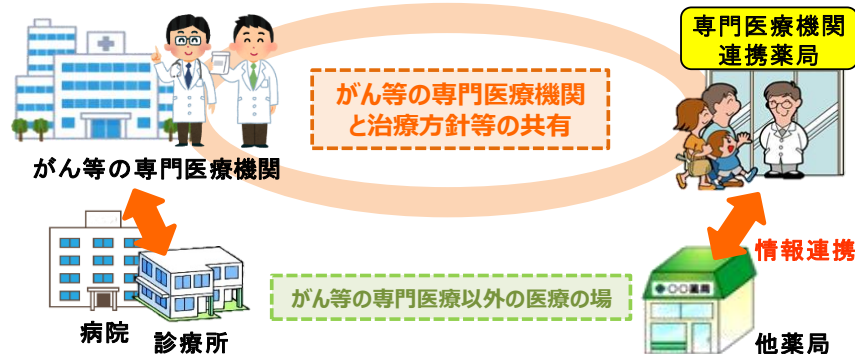 専門医療機関
連携薬局
がん等の専門医療機関
と治療方針等の共有
がん等の専門医療機関
情報連携
○○薬局
がん等の専門医療以外の医療の場
病院
診療所
他薬局